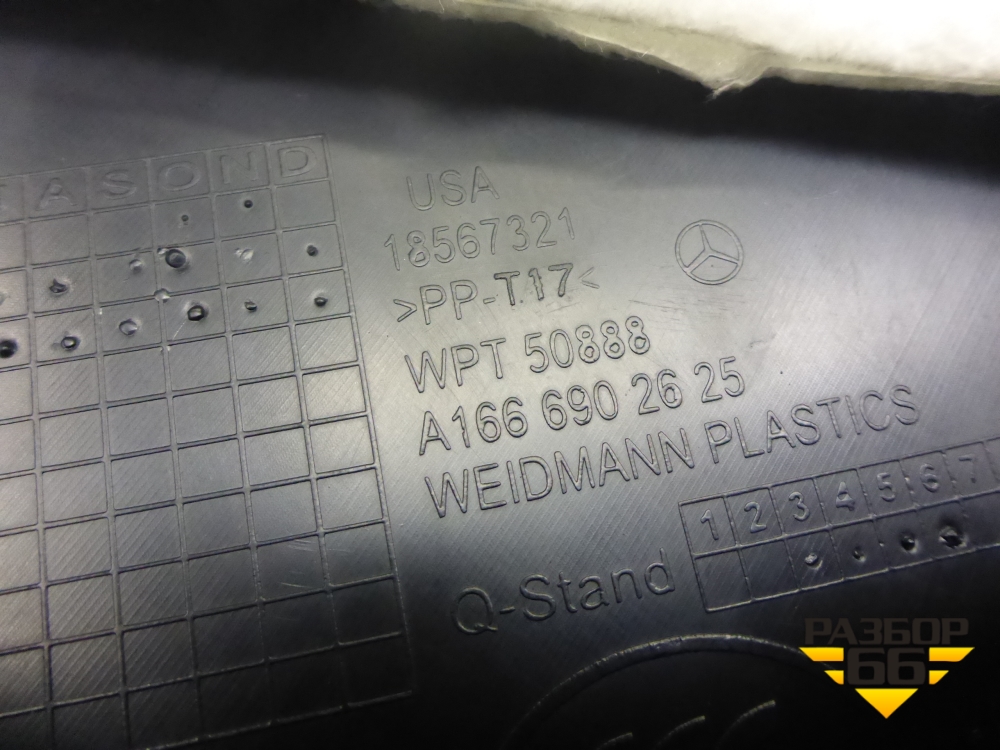 A S O N D
USA
18567321
>PP-T17<
WPT 50888
A166 690 26 25
WEIDMANN PLASTICS
1 2 3 4 5 6 7
Q-Stand
РАЗБОР
66